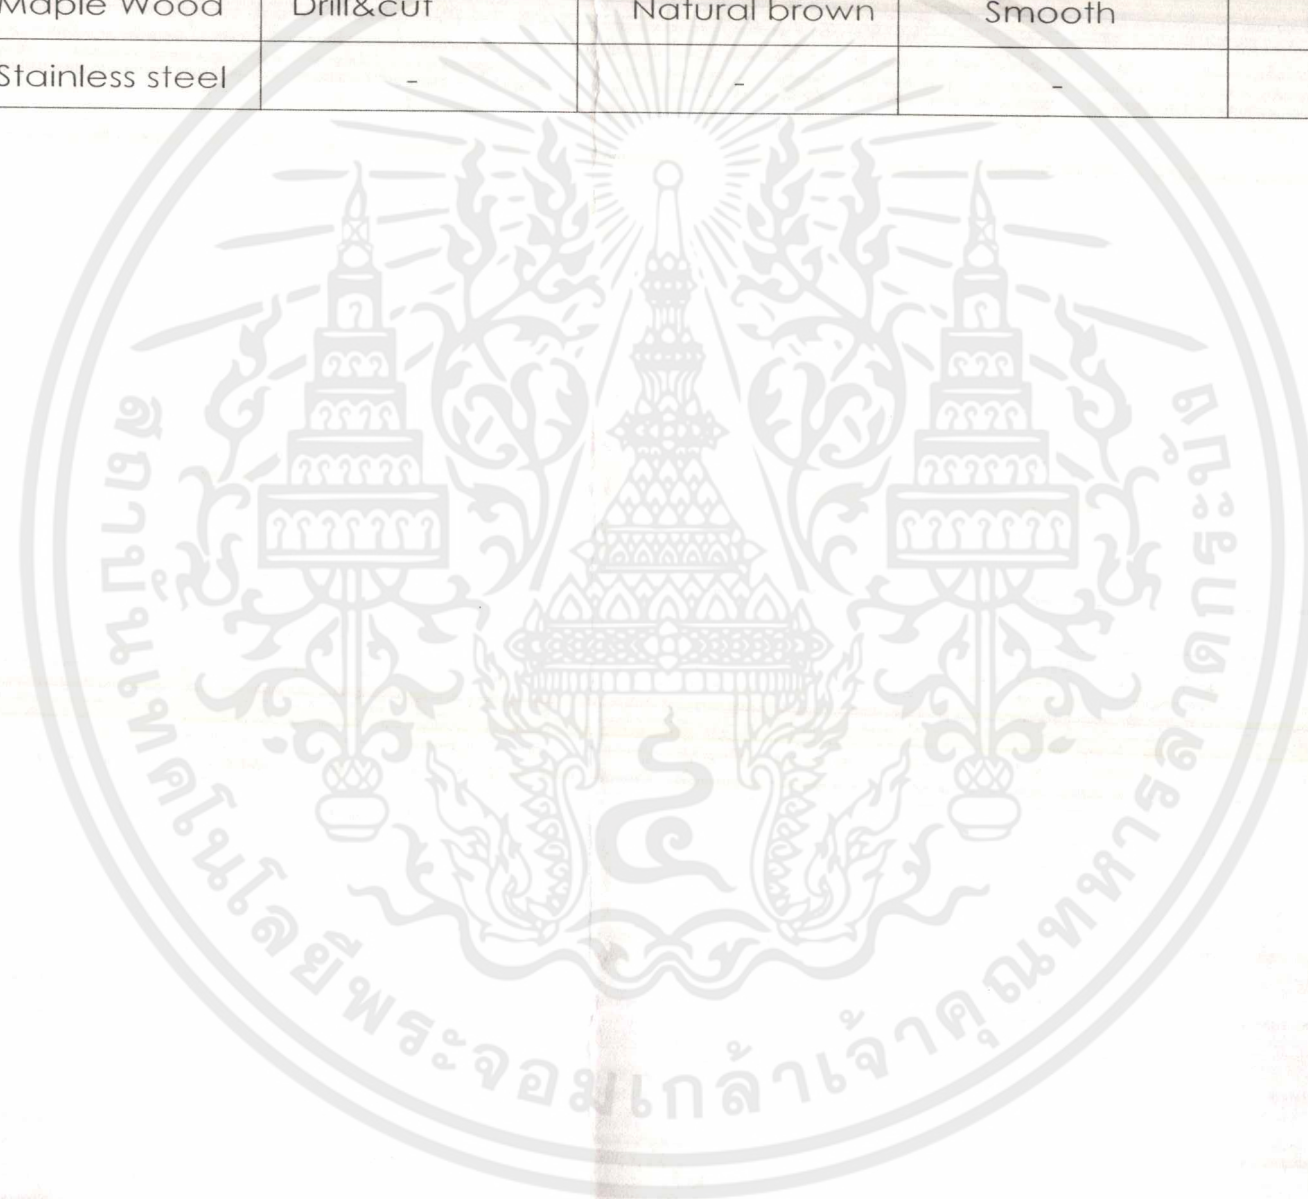 Maple Wood Drill&cut Natural brown Smooth
Stainless steel - - -
สถาบันเทคโนโลยีพระจอมเกล้าเจ้าคุณทหารลาดกระบัง
๔